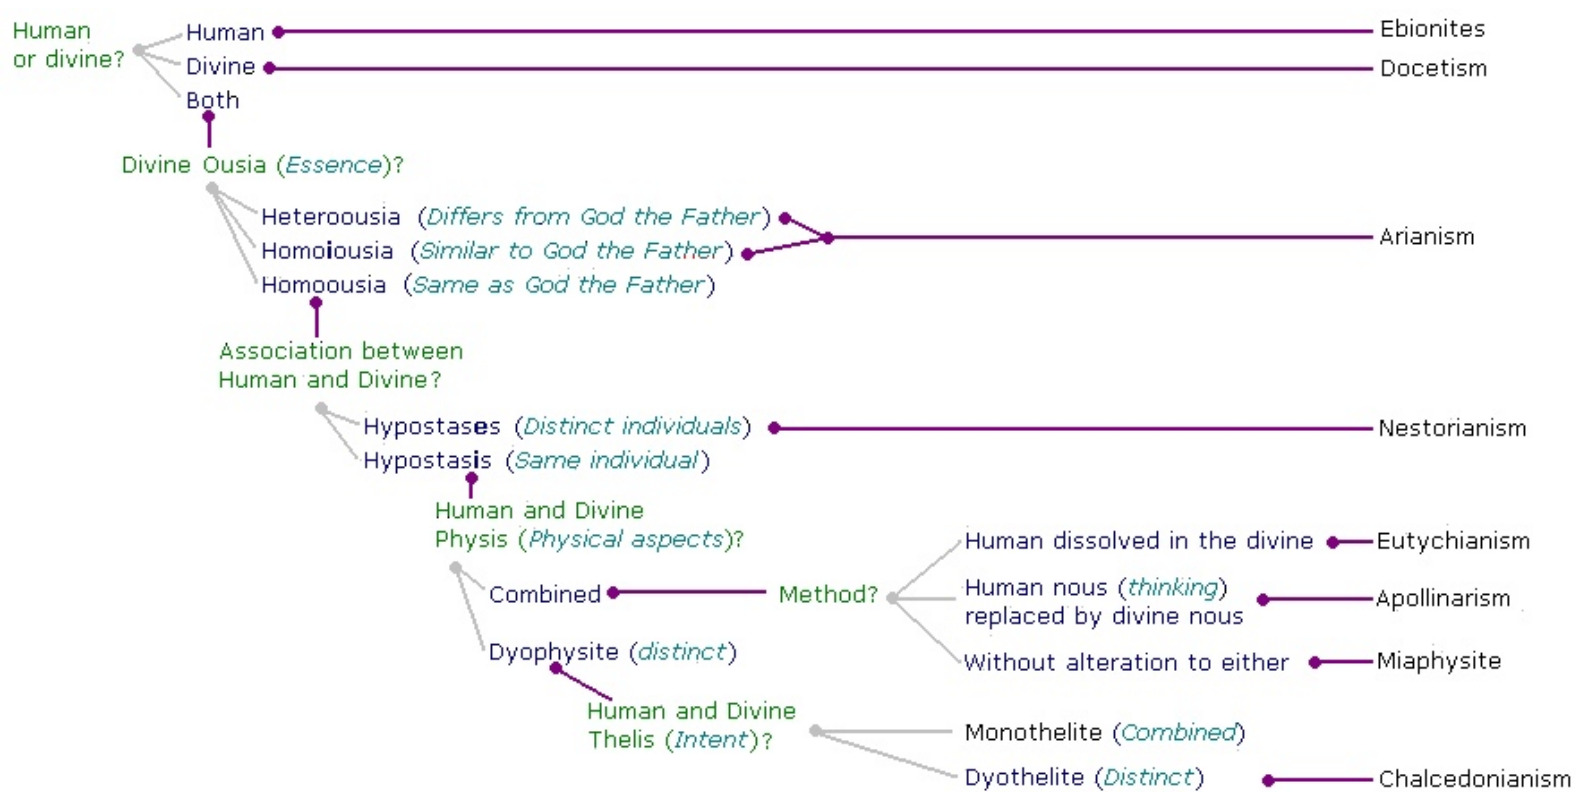 Human
or divine?
Human
Ebionites
Divine
Docetism
Both
Divine Ousia (Essence)?
Heteroousia (Differs from God the Father)
Homoiousia (Similar to God the Father)
Arianism
Homoousia (Same as God the Father)
Association between
Human and Divine?
Hypostases (Distinct individuals)
Nestorianism
Hypostasis (Same individual)
Human and Divine
Physis (Physical aspects)?
Combined
Method?
Human dissolved in the divine
Eutychianism
Human nous (thinking)
replaced by divine nous
Apollinarism
Without alteration to either
Miaphysite
Dyophysite (distinct)
Human and Divine
Thelis (Intent)?
Monothelite (Combined)
Dyothelite (Distinct)
Chalcedonianism